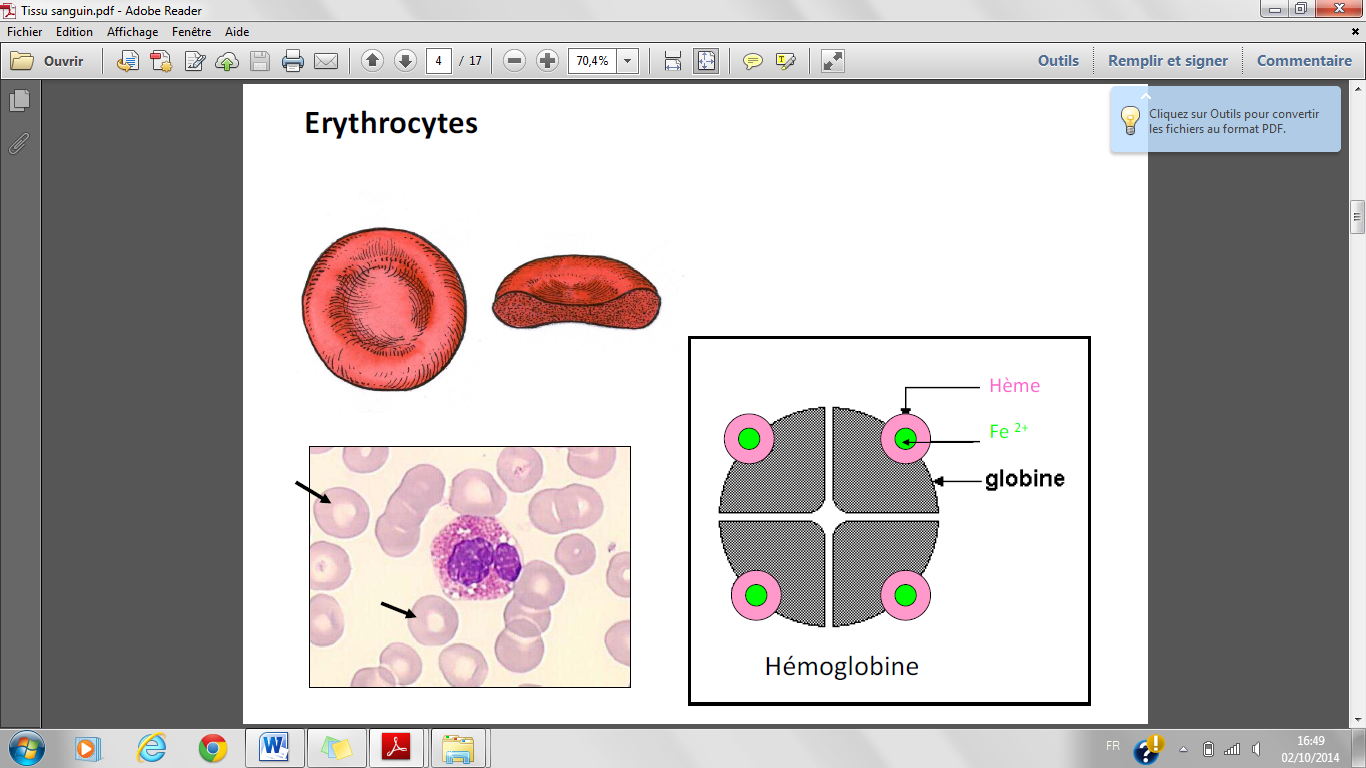 Tissu sanguin.pdf - Adobe Reader
Fichier Edition Affichage Fenêtre Aide
Ouvrir 4 / 17 70,4% Outils Remplir et signer Commentaire
Cliquez sur Outils pour convertir
les fichiers au format PDF.
Erythrocytes
Hème
Fe 2+
globine
Hémoglobine
FR 16:49
02/10/2014